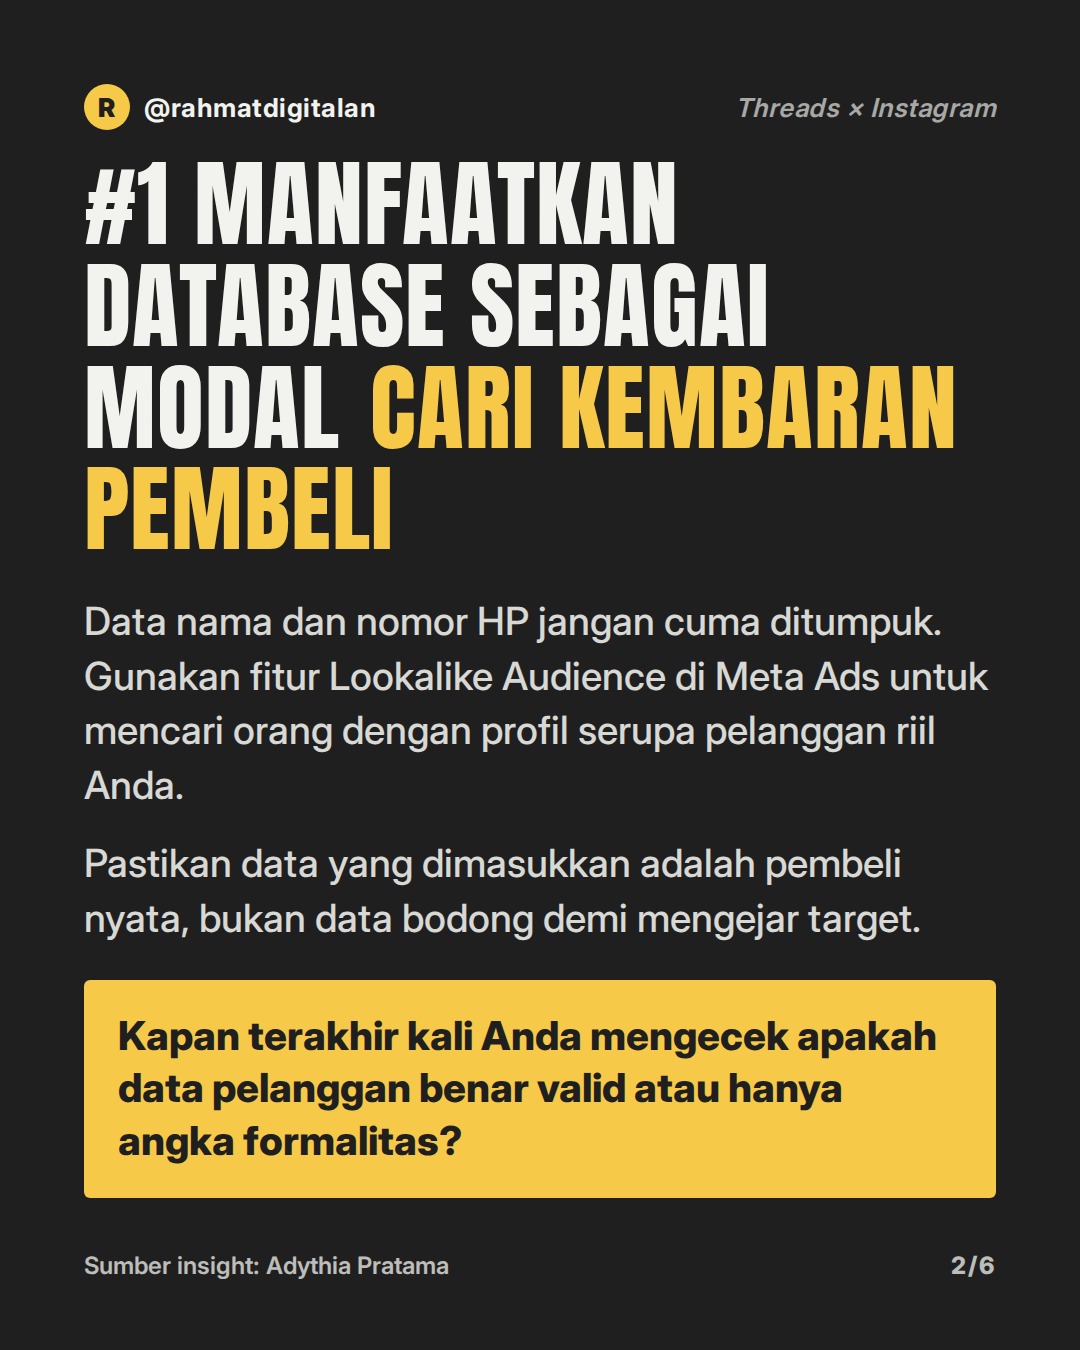 R @rahmatdigitalan
Threads × Instagram
#1 MANFAATKAN
DATABASE SEBAGAI
MODAL CARI KEMBARAN
PEMBELI
Data nama dan nomor HP jangan cuma ditumpuk.
Gunakan fitur Lookalike Audience di Meta Ads untuk
mencari orang dengan profil serupa pelanggan riil
Anda.
Pastikan data yang dimasukkan adalah pembeli
nyata, bukan data bodong demi mengejar target.
Kapan terakhir kali Anda mengecek apakah
data pelanggan benar valid atau hanya
angka formalitas?
Sumber insight: Adythia Pratama
2/6